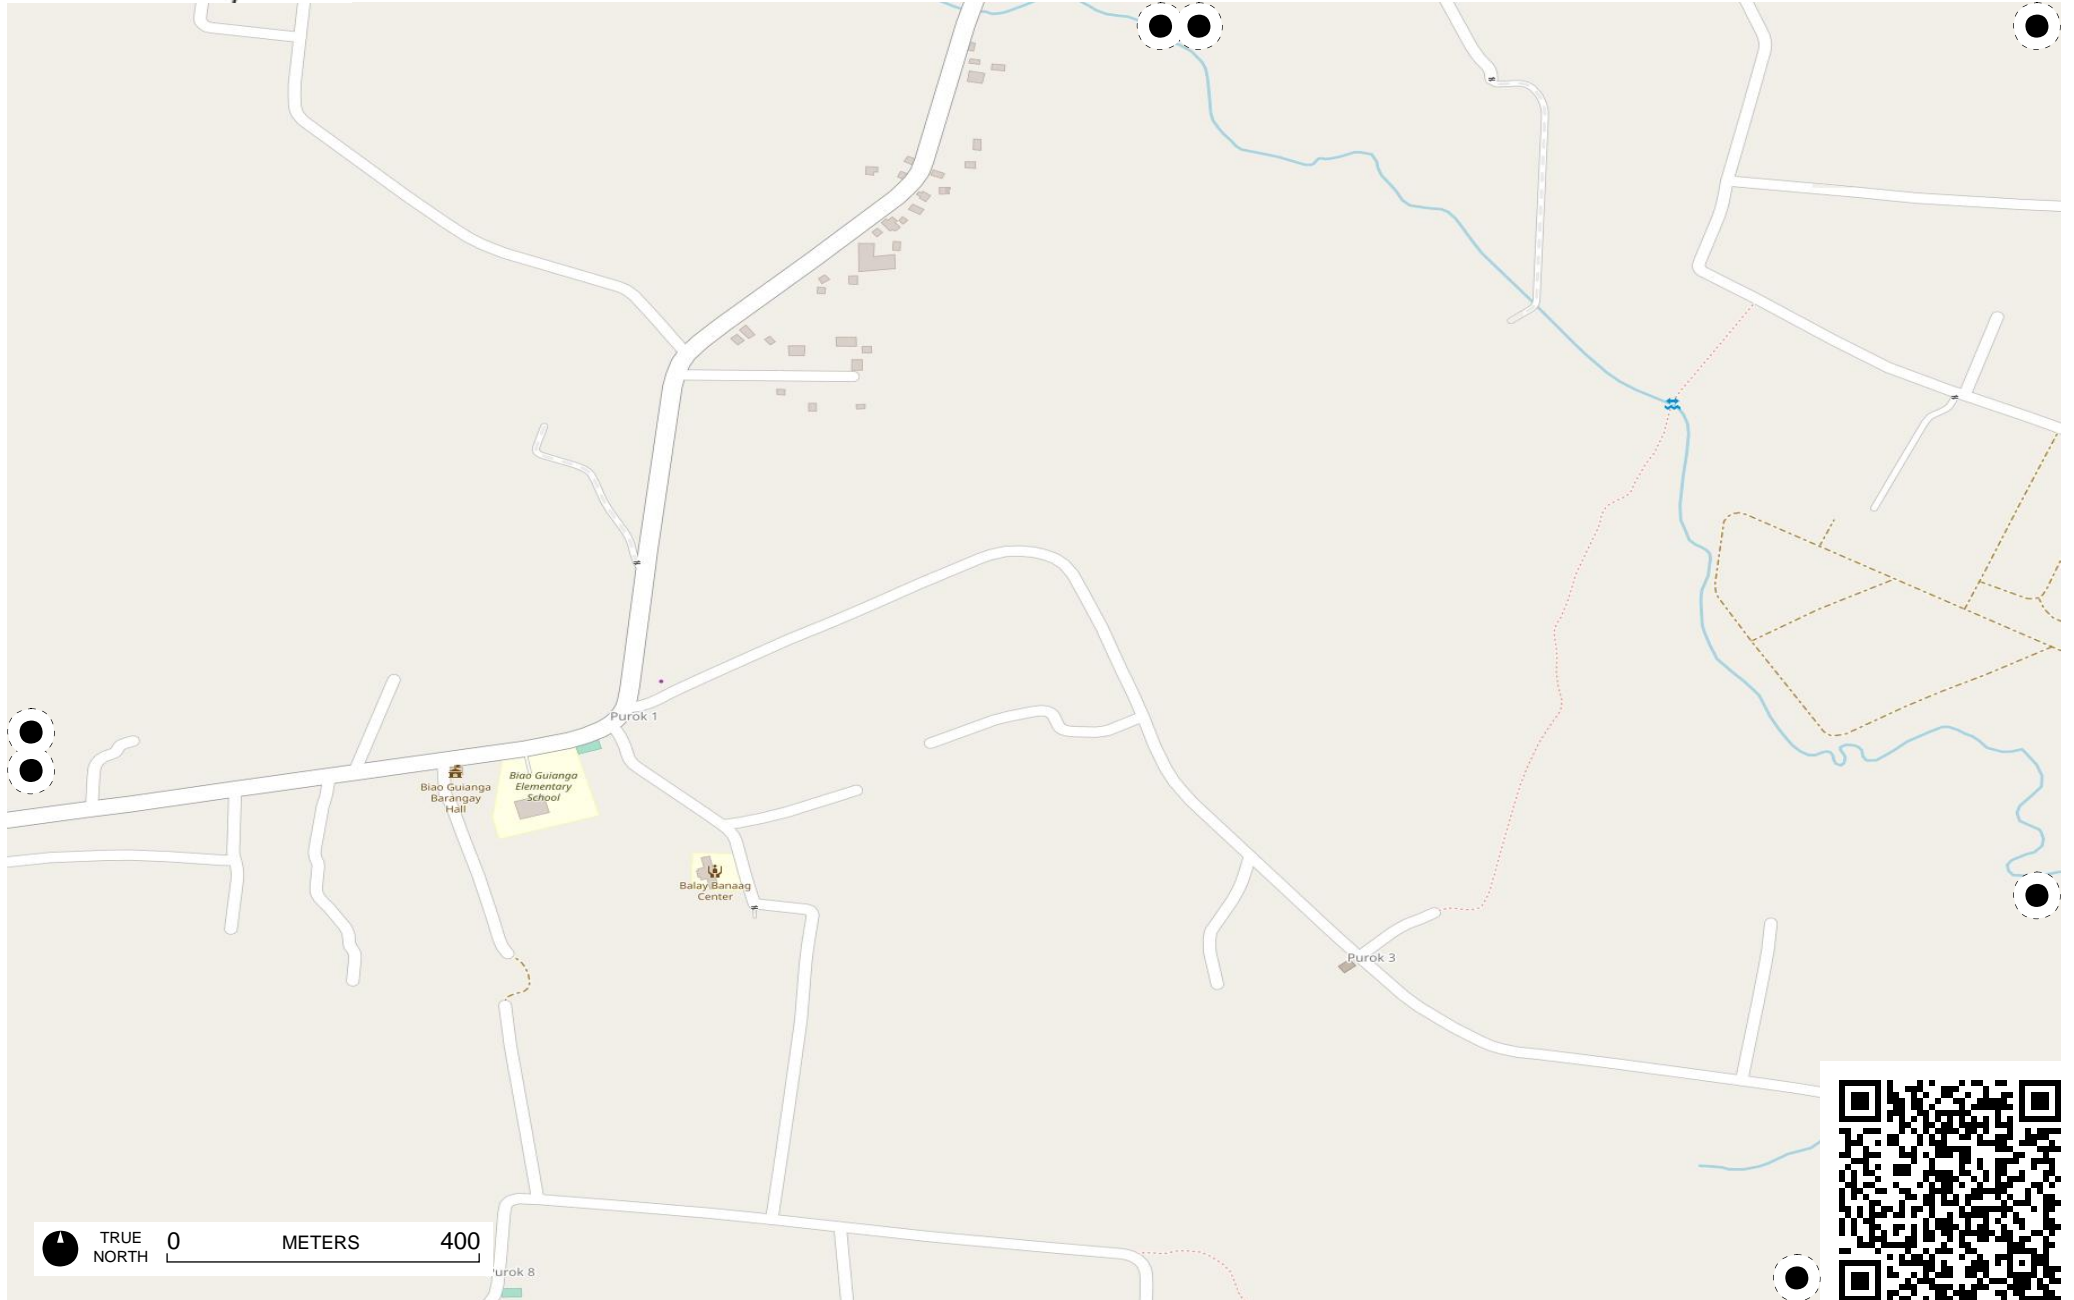 Purok 1
Biao Guianga
Elementary
School
Biao Guianga
Barangay
Hall
Balay Banaag
Center
Purok 3
TRUE
NORTH
0
METERS
400
urok 8